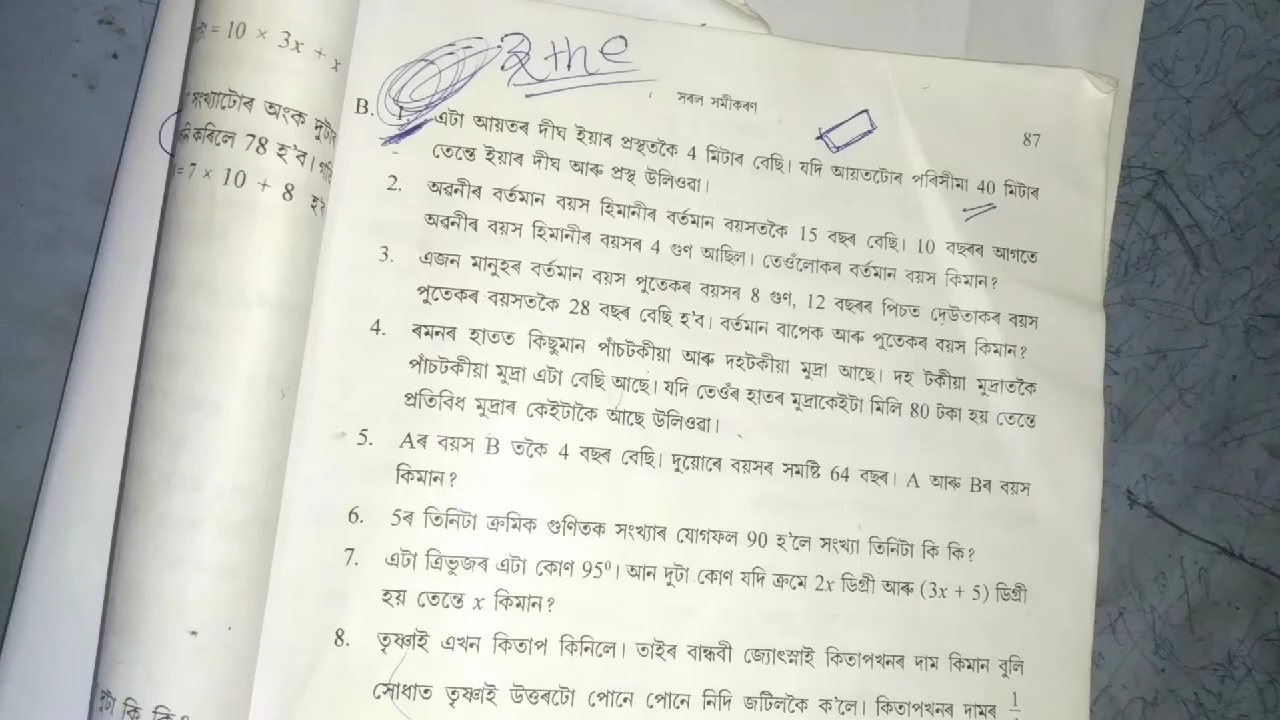 = 10 × 3x + x
সংখ্যাটোৰ অংক দুটাৰ
কৰিলে 78 হ'ব।
= 7 × 10 + 8
the
সৰল সমীকৰণ
87
B. 1. এটা আয়তৰ দীঘ ইয়াৰ প্ৰস্থতকৈ 4 মিটাৰ বেছি। যদি আয়তটোৰ পৰিসীমা 40 মিটাৰ
তেন্তে ইয়াৰ দীঘ আৰু প্ৰস্থ উলিওৱা।
2. অৱনীৰ বৰ্তমান বয়স হিমানীৰ বৰ্তমান বয়সতকৈ 15 বছৰ বেছি। 10 বছৰৰ আগতে
অৱনীৰ বয়স হিমানীৰ বয়সৰ 4 গুণ আছিল। তেওঁলোকৰ বৰ্তমান বয়স কিমান?
3. এজন মানুহৰ বৰ্তমান বয়স পুতেকৰ বয়সৰ 8 গুণ, 12 বছৰৰ পিচত দেউতাকৰ বয়স
পুতেকৰ বয়সতকৈ 28 বছৰ বেছি হ'ব। বৰ্তমান বাপেক আৰু পুতেকৰ বয়স কিমান?
4. ৰমনৰ হাতত কিছুমান পাঁচটকীয়া আৰু দহটকীয়া মুদ্ৰা আছে। দহ টকীয়া মুদ্ৰাতকৈ
পাঁচটকীয়া মুদ্ৰা এটা বেছি আছে। যদি তেওঁৰ হাতৰ মুদ্ৰাকেইটা মিলি 80 টকা হয় তেন্তে
প্ৰতিবিধ মুদ্ৰাৰ কেইটাকৈ আছে উলিওৱা।
5. Aৰ বয়স B তকৈ 4 বছৰ বেছি। দুয়োৰে বয়সৰ সমষ্টি 64 বছৰ। A আৰু Bৰ বয়স
কিমান?
6. 5ৰ তিনিটা ক্ৰমিক গুণিতক সংখ্যাৰ যোগফল 90 হ'লে সংখ্যা তিনিটা কি কি?
7. এটা ত্ৰিভুজৰ এটা কোণ 95⁰। আন দুটা কোণ যদি ক্ৰমে 2x ডিগ্ৰী আৰু (3x + 5) ডিগ্ৰী
হয় তেন্তে x কিমান?
8. তৃষ্ণাই এখন কিতাপ কিনিলে। তাইৰ বান্ধবী জ্যোৎস্নাই কিতাপখনৰ দাম কিমান বুলি
সোধাত তৃষ্ণাই উত্তৰটো পোনে পোনে নিদি জটিলকৈ ক'লে। কিতাপখনৰ দামৰ